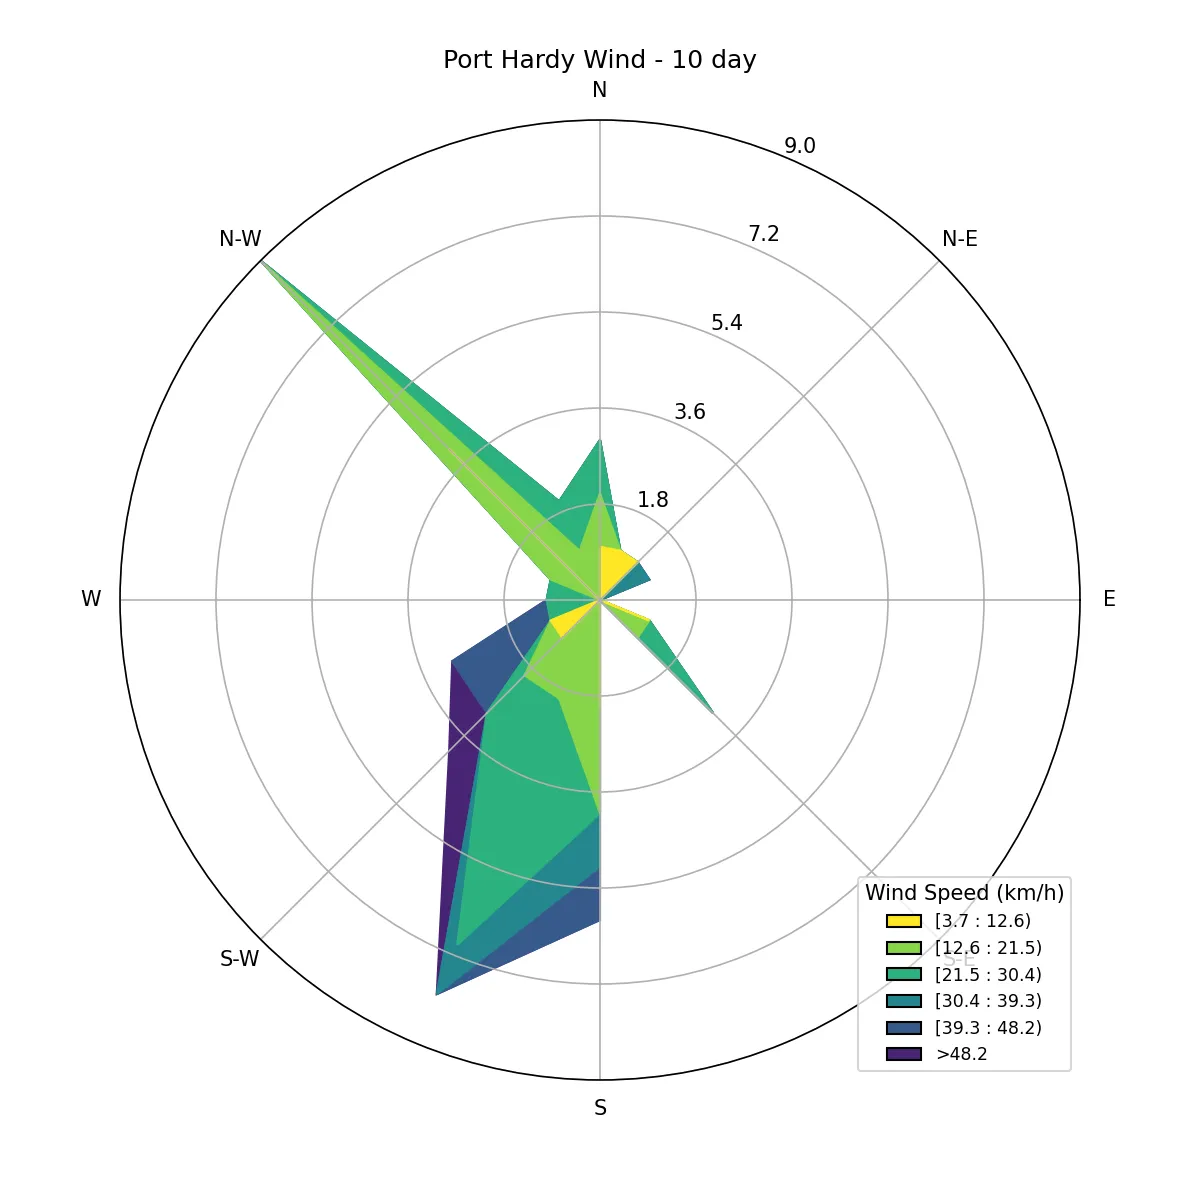 Port Hardy Wind - 10 day
N
9.0
N-W
7.2
N-E
5.4
3.6
1.8
W
E
Wind Speed (km/h)
[3.7 : 12.6)
[12.6 : 21.5)
S-W
S-E
[21.5 : 30.4)
[30.4 : 39.3)
[39.3 : 48.2)
>48.2
S